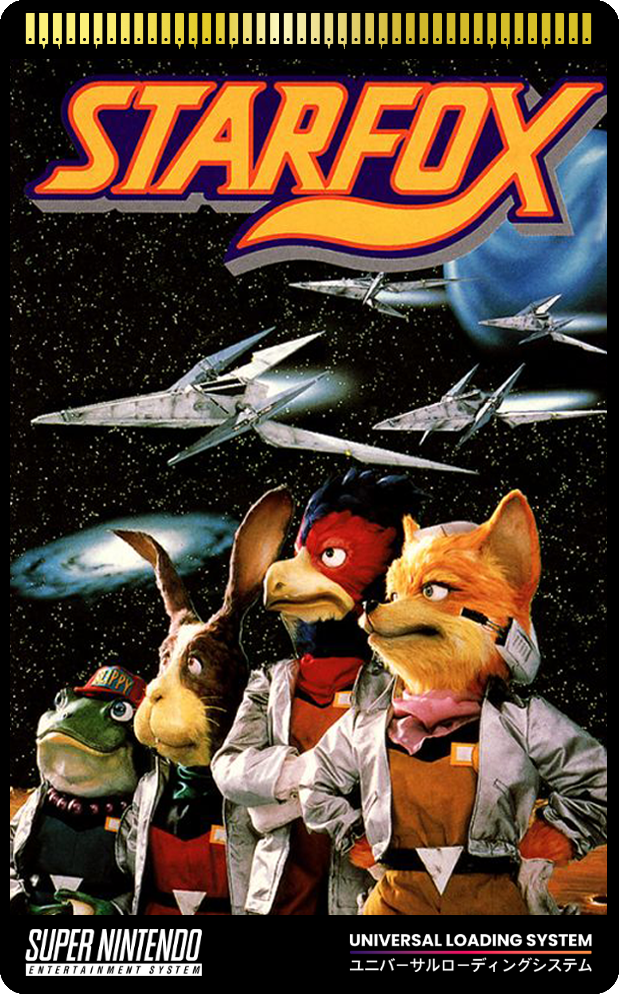 STARFOX
SLIPPY
SUPER NINTENDO
ENTERTAINMENT SYSTEM
UNIVERSAL LOADING SYSTEM
ユニバーサルローディングシステム